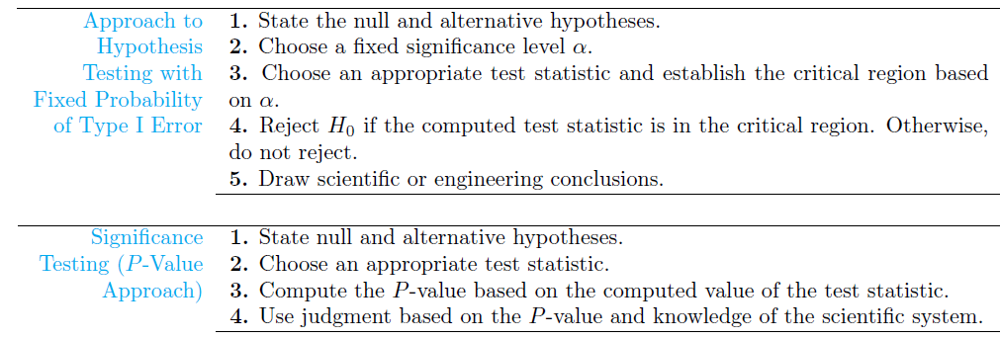 Approach to
Hypothesis
Testing with
Fixed Probability
of Type I Error
1. State the null and alternative hypotheses.
2. Choose a fixed significance level α.
3. Choose an appropriate test statistic and establish the critical region based
on α.
4. Reject H₀ if the computed test statistic is in the critical region. Otherwise,
do not reject.
5. Draw scientific or engineering conclusions.
Significance
Testing (P-Value
Approach)
1. State null and alternative hypotheses.
2. Choose an appropriate test statistic.
3. Compute the P-value based on the computed value of the test statistic.
4. Use judgment based on the P-value and knowledge of the scientific system.